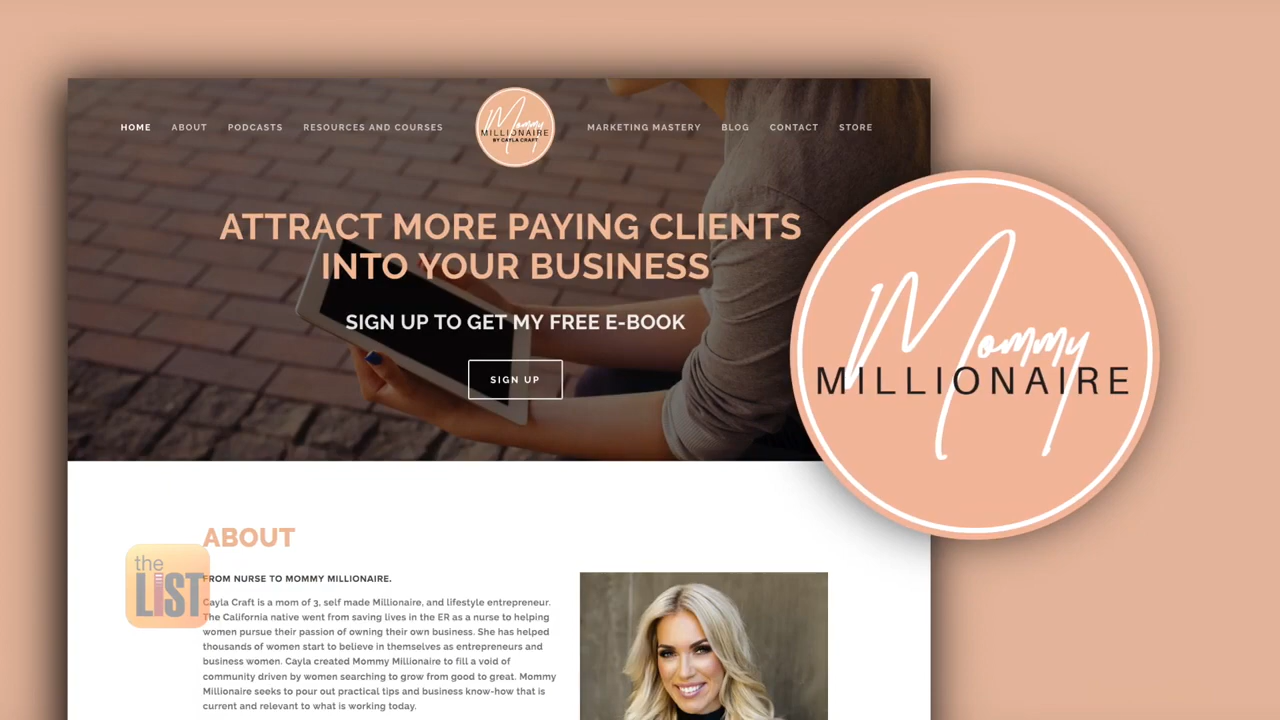 HOME ABOUT PODCASTS RESOURCES AND COURSES
Mommy
MILLIONAIRE
BY CAYLA CRAFT
MARKETING MASTERY BLOG CONTACT STORE
ATTRACT MORE PAYING CLIENTS
INTO YOUR BUSINESS
SIGN UP TO GET MY FREE E-BOOK
SIGN UP
Mommy
MILLIONAIRE
ABOUT
the
LiST
FROM NURSE TO MOMMY MILLIONAIRE.
Cayla Craft is a mom of 3, self made Millionaire, and lifestyle entrepreneur.
The California native went from saving lives in the ER as a nurse to helping
women pursue their passion of owning their own business. She has helped
thousands of women start to believe in themselves as entrepreneurs and
business women. Cayla created Mommy Millionaire to fill a void of
community driven by women searching to grow from good to great. Mommy
Millionaire seeks to pour out practical tips and business know-how that is
current and relevant to what is working today.